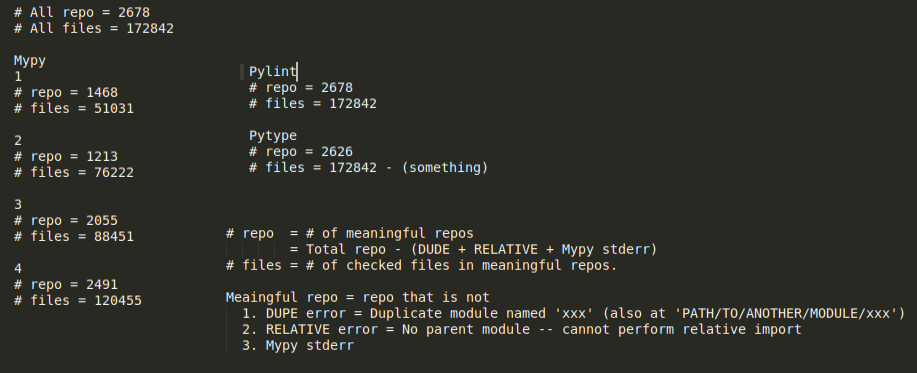 # All repo = 2678
# All files = 172842
Mypy
1
# repo = 1468
# files = 51031
2
# repo = 1213
# files = 76222
3
# repo = 2055
# files = 88451
4
# repo = 2491
# files = 120455
Pylint
# repo = 2678
# files = 172842
Pytype
# repo = 2626
# files = 172842 - (something)
# repo  = # of meaningful repos
= Total repo - (DUDE + RELATIVE + Mypy stderr)
# files = # of checked files in meaningful repos.
Meaingful repo = repo that is not
1. DUPE error = Duplicate module named 'xxx' (also at 'PATH/TO/ANOTHER/MODULE/xxx')
2. RELATIVE error = No parent module -- cannot perform relative import
3. Mypy stderr